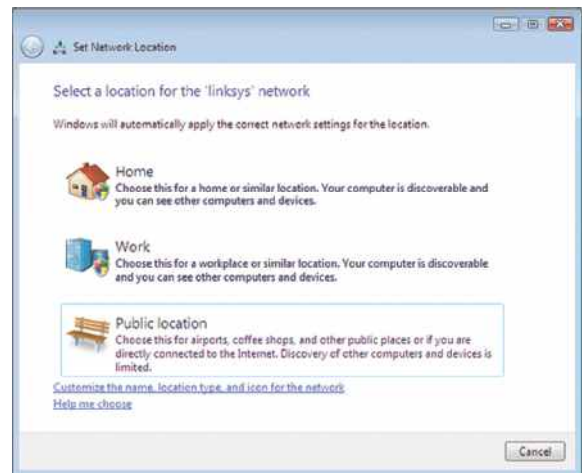 Set Network Location
Select a location for the 'linksys' network
Windows will automatically apply the correct network settings for the location.
Home
Choose this for a home or similar location. Your computer is discoverable and
you can see other computers and devices.
Work
Choose this for a workplace or similar location. Your computer is discoverable
and you can see other computers and devices.
Public location
Choose this for airports, coffee shops, and other public places or if you are
directly connected to the Internet. Discovery of other computers and devices is
limited.
Customize the name, location type, and icon for the network
Help me choose
Cancel